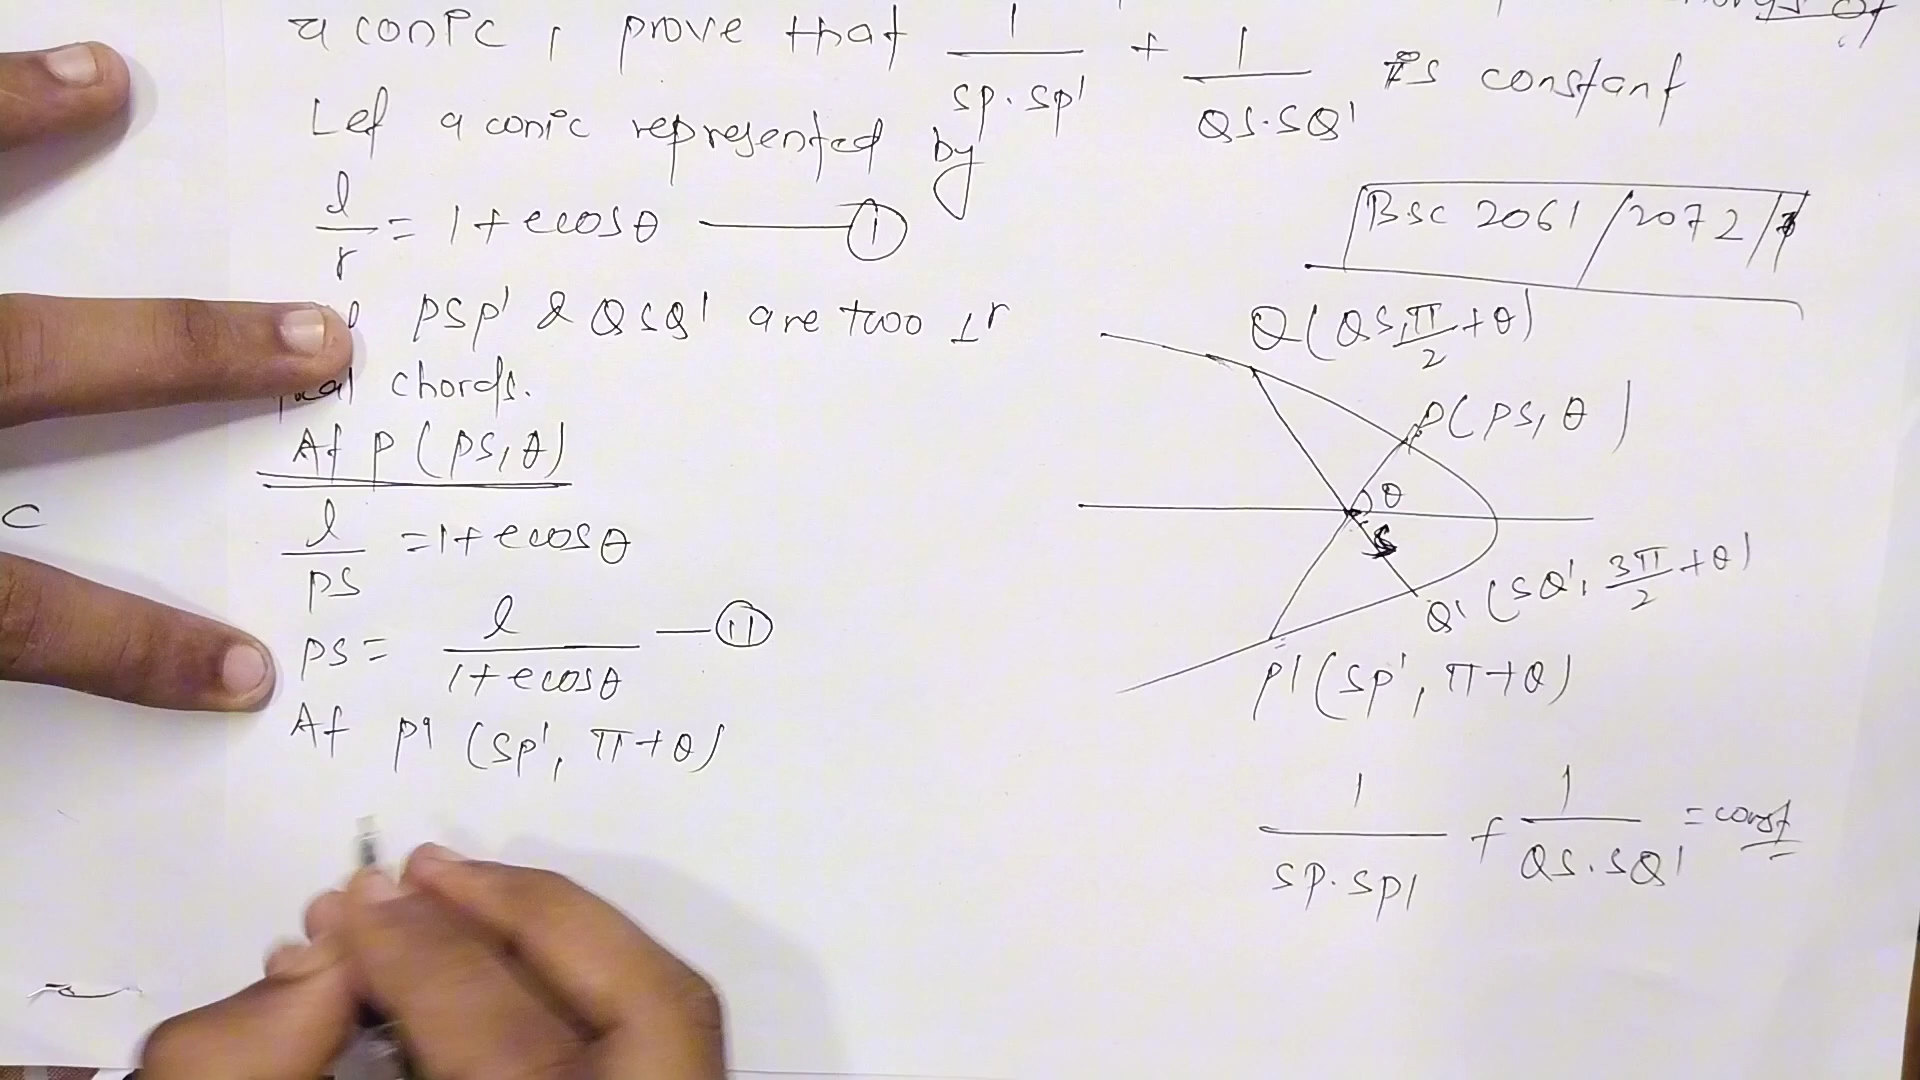 a conic, prove that 1/SP.SP' + 1/QS.SQ' is constant
Let a conic represented by
l/r = 1+ecosθ —— ①
PSP' & QSQ' are two ⊥r
chords.
At P(PS,θ)
l/PS = 1+ecosθ
PS = l/1+ecosθ — ⑪
At P' (SP', π+θ)
BSC 2061 / 2072 /
Q(QS, π/2+θ)
P(PS, θ)
θ
S
Q' (SQ', 3π/2+θ)
P' (SP', π+θ)
1/SP.SP' + 1/QS.SQ' = const
C